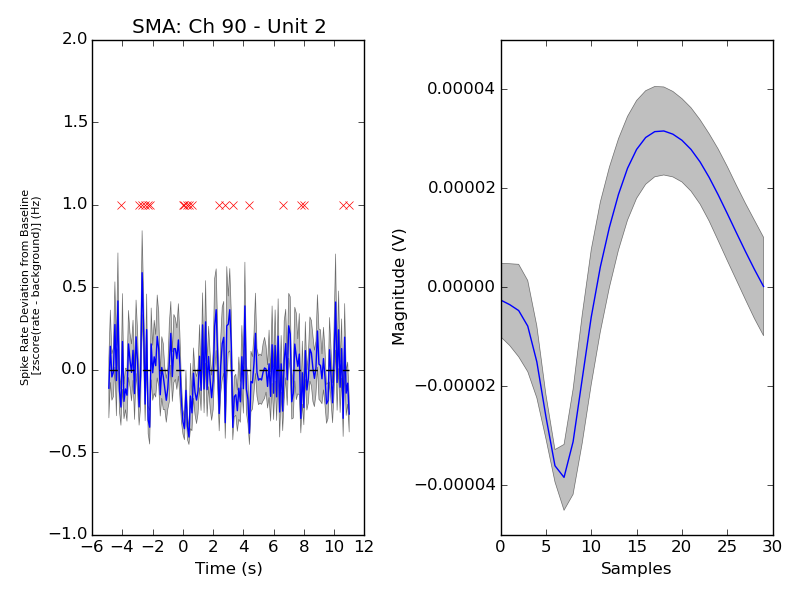 SMA: Ch 90 - Unit 2
2.0
1.5
1.0
0.5
0.0
−0.5
−1.0
−6 −4 −2 0 2 4 6 8 10 12
Time (s)
Spike Rate Deviation from Baseline
[zscore(rate - background)] (Hz)
0.00004
0.00002
0.00000
−0.00002
−0.00004
0 5 10 15 20 25 30
Samples
Magnitude (V)